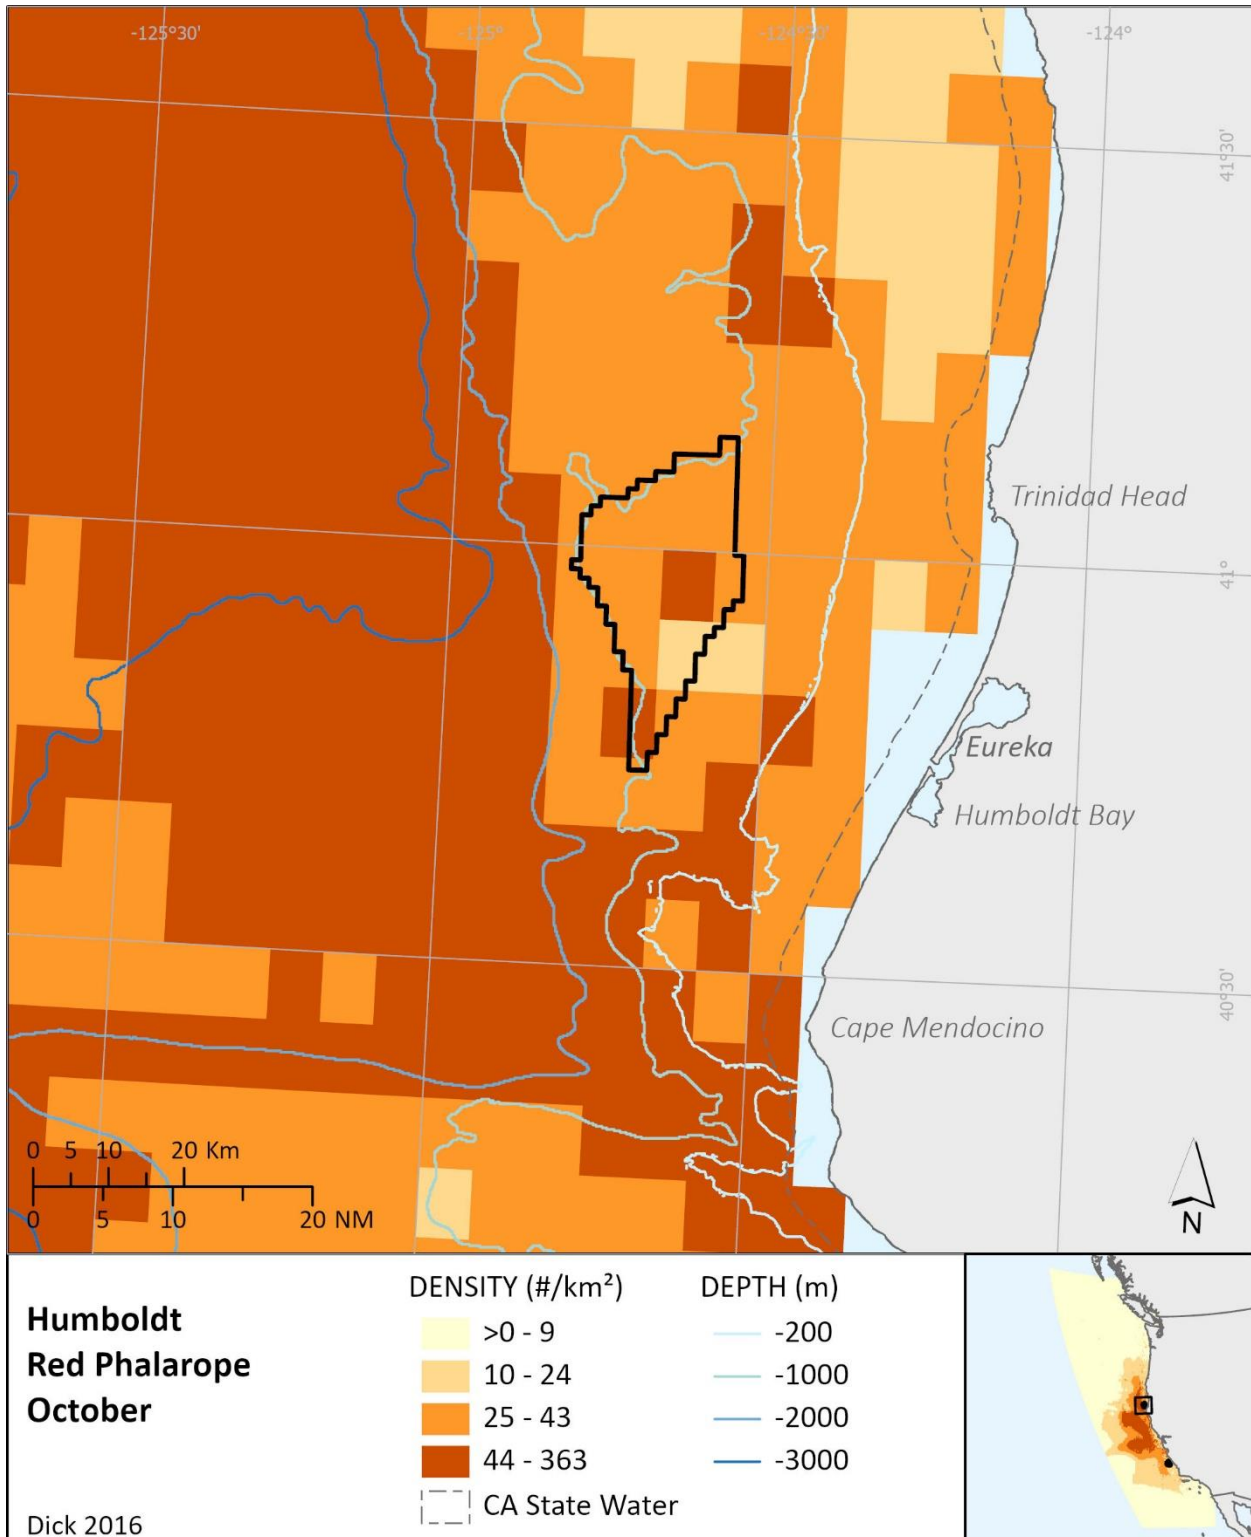 -125°30'
-125°
-124°30'
-124°
41°30'
Trinidad Head
41°
Eureka
Humboldt Bay
40°30'
Cape Mendocino
0 5 10 20 Km
0 5 10 20 NM
N
Humboldt
Red Phalarope
October
Dick 2016
DENSITY (#/km²)
>0 - 9
10 - 24
25 - 43
44 - 363
CA State Water
DEPTH (m)
-200
-1000
-2000
-3000